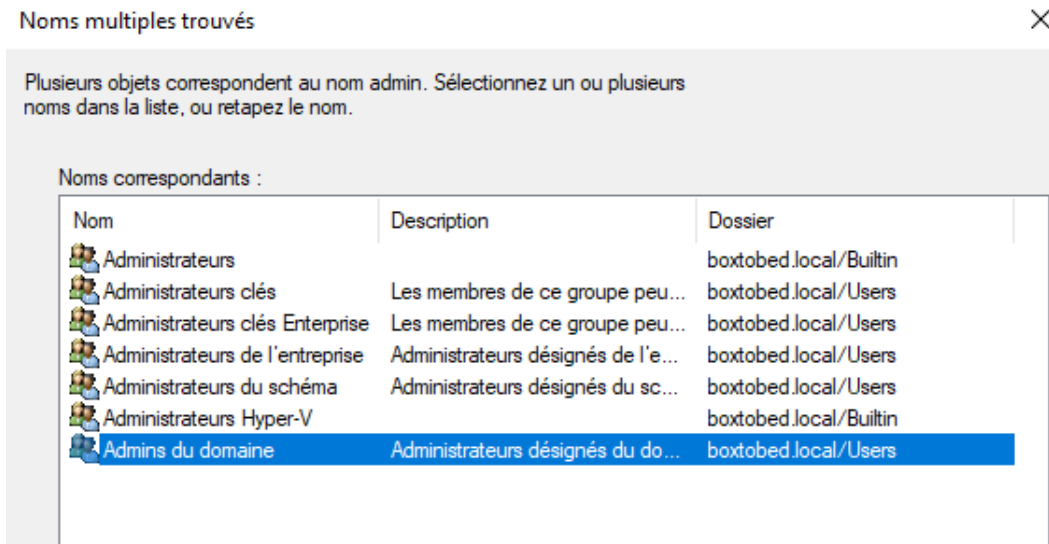 Noms multiples trouvés
Plusieurs objets correspondent au nom admin. Sélectionnez un ou plusieurs
noms dans la liste, ou retapez le nom.
Noms correspondants :
Nom Description Dossier
Administrateurs boxtobed.local/Builtin
Administrateurs clés Les membres de ce groupe peu... boxtobed.local/Users
Administrateurs clés Enterprise Les membres de ce groupe peu... boxtobed.local/Users
Administrateurs de l'entreprise Administrateurs désignés de l'e... boxtobed.local/Users
Administrateurs du schéma Administrateurs désignés du sc... boxtobed.local/Users
Administrateurs Hyper-V boxtobed.local/Builtin
Admins du domaine Administrateurs désignés du do... boxtobed.local/Users